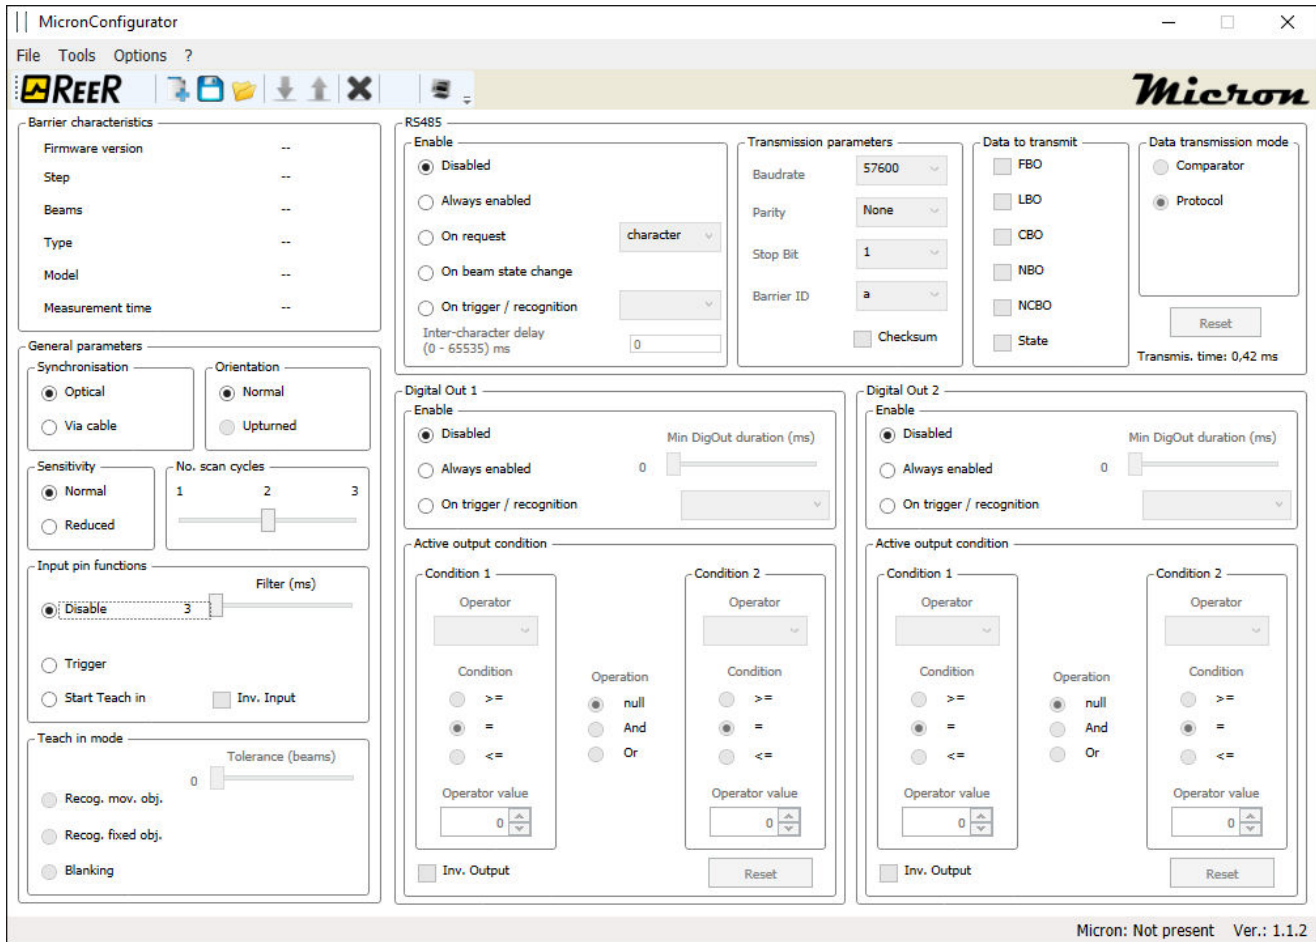 MicronConfigurator
File Tools Options ?
REER
Micron
Barrier characteristics
Firmware version --
Step --
Beams --
Type --
Model --
Measurement time --
General parameters
Synchronisation
Optical
Via cable
Orientation
Normal
Upturned
Sensitivity
Normal
Reduced
No. scan cycles
1 2 3
Input pin functions
Filter (ms)
Disable 3
Trigger
Start Teach in
Inv. Input
Teach in mode
Tolerance (beams)
0
Recog. mov. obj.
Recog. fixed obj.
Blanking
RS485
Enable
Disabled
Always enabled
On request character
On beam state change
On trigger / recognition
Inter-character delay
(0 - 65535) ms 0
Transmission parameters
Baudrate 57600
Parity None
Stop Bit 1
Barrier ID a
Checksum
Data to transmit
FBO
LBO
CBO
NBO
NCBO
State
Data transmission mode
Comparator
Protocol
Reset
Transmis. time: 0,42 ms
Digital Out 1
Enable
Disabled
Min DigOut duration (ms)
Always enabled 0
On trigger / recognition
Active output condition
Condition 1
Operator
Condition
>=
=
<=
Operator value
0
Operation
null
And
Or
Condition 2
Operator
Condition
>=
=
<=
Operator value
0
Inv. Output
Reset
Digital Out 2
Enable
Disabled
Min DigOut duration (ms)
Always enabled 0
On trigger / recognition
Active output condition
Condition 1
Operator
Condition
>=
=
<=
Operator value
0
Operation
null
And
Or
Condition 2
Operator
Condition
>=
=
<=
Operator value
0
Inv. Output
Reset
Micron: Not present Ver.: 1.1.2